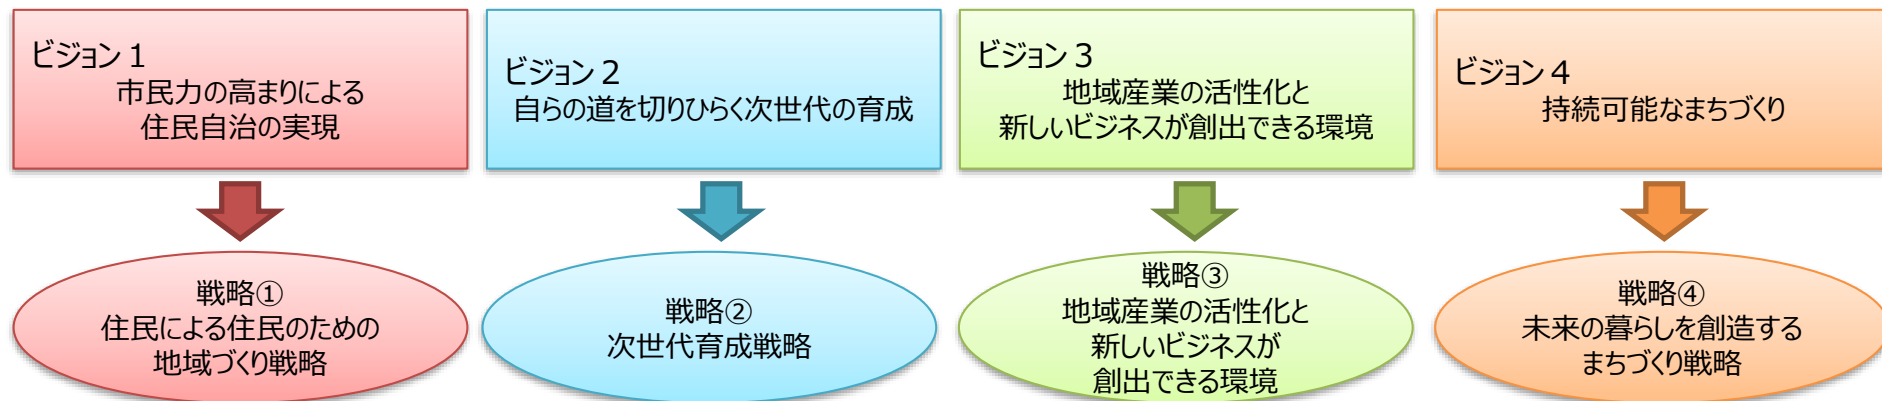 ビジョン１
市民力の高まりによる
住民自治の実現
ビジョン２
自らの道を切りひらく次世代の育成
ビジョン３
地域産業の活性化と
新しいビジネスが創出できる環境
ビジョン４
持続可能なまちづくり
戦略①
住民による住民のための
地域づくり戦略
戦略②
次世代育成戦略
戦略③
地域産業の活性化と
新しいビジネスが
創出できる環境
戦略④
未来の暮らしを創造する
まちづくり戦略